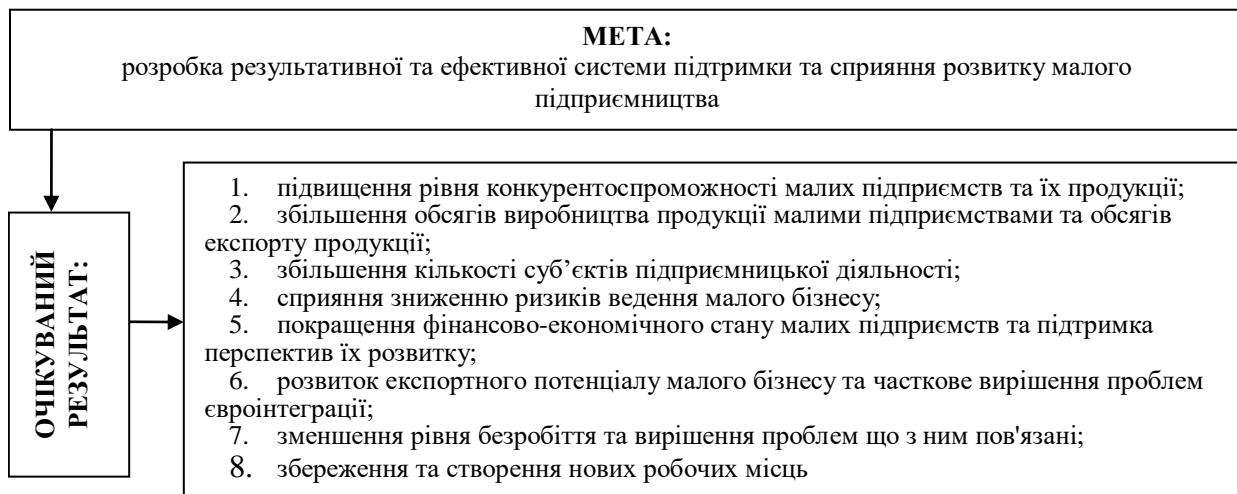 МЕТА:
розробка результативної та ефективної системи підтримки та сприяння розвитку малого
підприємництва
ОЧІКУВАНИЙ
РЕЗУЛЬТАТ:
1. підвищення рівня конкурентоспроможності малих підприємств та їх продукції;
2. збільшення обсягів виробництва продукції малими підприємствами та обсягів
експорту продукції;
3. збільшення кількості суб’єктів підприємницької діяльності;
4. сприяння зниженню ризиків ведення малого бізнесу;
5. покращення фінансово-економічного стану малих підприємств та підтримка
перспектив їх розвитку;
6. розвиток експортного потенціалу малого бізнесу та часткове вирішення проблем
євроінтеграції;
7. зменшення рівня безробіття та вирішення проблем що з ним пов'язані;
8. збереження та створення нових робочих місць